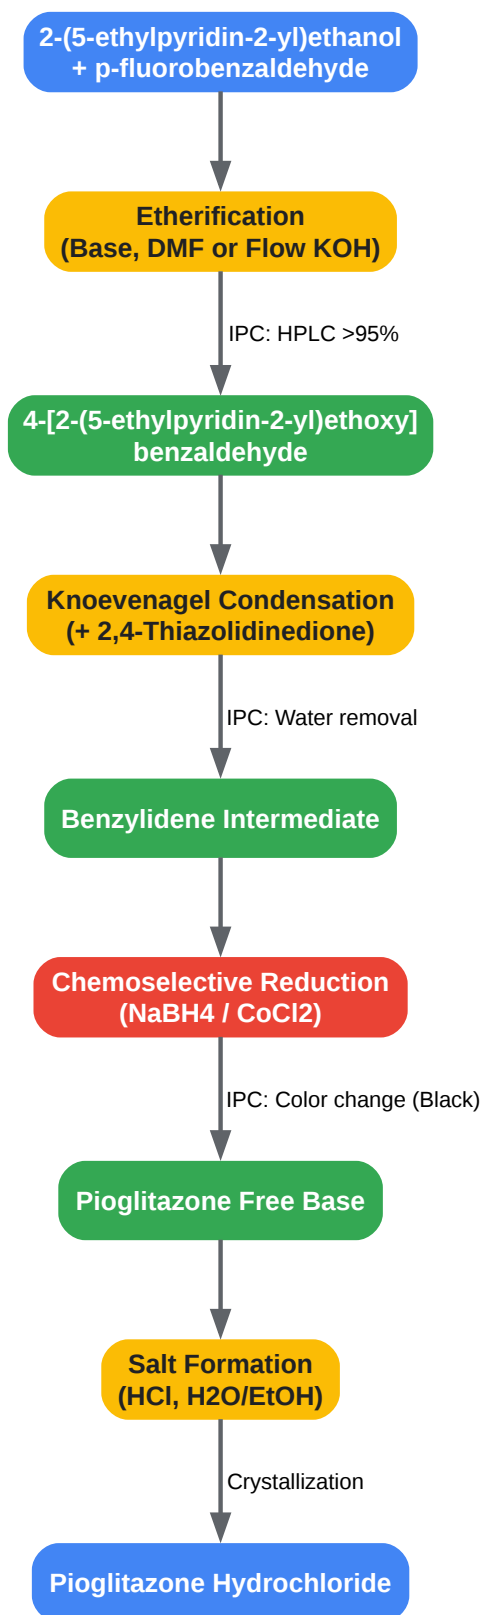 2-(5-ethylpyridin-2-yl)ethanol
+ p-fluorobenzaldehyde
Etherification
(Base, DMF or Flow KOH)
IPC: HPLC >95%
4-[2-(5-ethylpyridin-2-yl)ethoxy]
benzaldehyde
Knoevenagel Condensation
(+ 2,4-Thiazolidinedione)
IPC: Water removal
Benzylidene Intermediate
Chemoselective Reduction
(NaBH4 / CoCl2)
IPC: Color change (Black)
Pioglitazone Free Base
Salt Formation
(HCl, H2O/EtOH)
Crystallization
Pioglitazone Hydrochloride